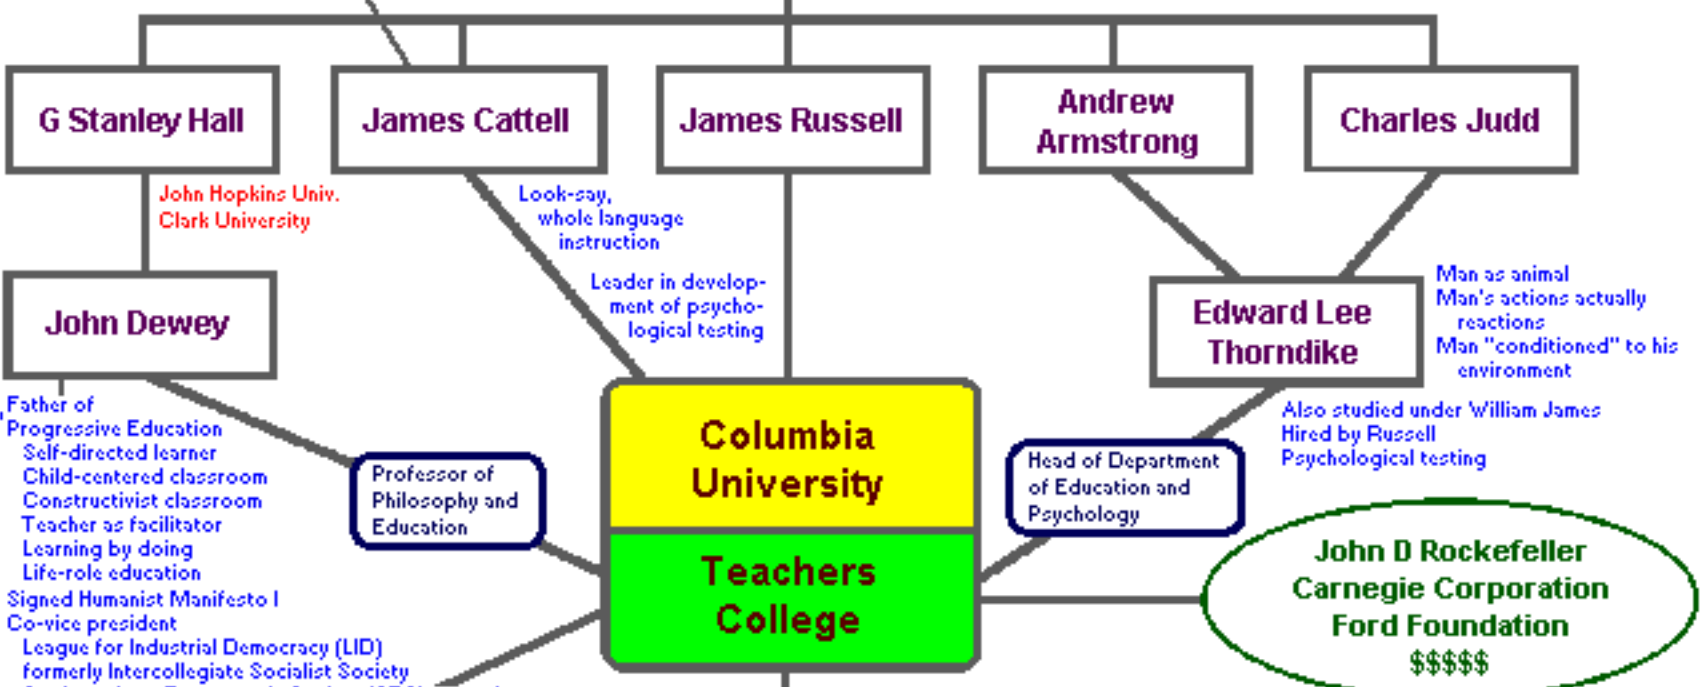 G Stanley Hall
James Cattell
James Russell
Andrew
Armstrong
Charles Judd
John Hopkins Univ.
Clark University
Look-say,
whole language
instruction
Leader in develop-
ment of psycho-
logical testing
John Dewey
Edward Lee
Thorndike
Man as animal
Man's actions actually
reactions
Man "conditioned" to his
environment
Also studied under William James
Hired by Russell
Psychological testing
Father of
Progressive Education
Self-directed learner
Child-centered classroom
Constructivist classroom
Teacher as facilitator
Learning by doing
Life-role education
Signed Humanist Manifesto I
Co-vice president
League for Industrial Democracy (LID)
formerly Intercollegiate Socialist Society
Professor of
Philosophy and
Education
Columbia
University
Teachers
College
Head of Department
of Education and
Psychology
John D Rockefeller
Carnegie Corporation
Ford Foundation
$$$$$